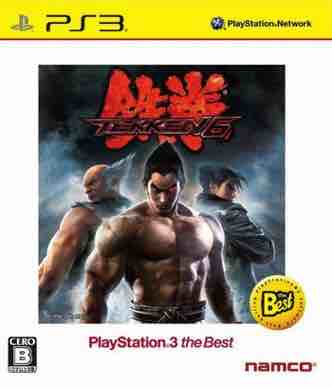 PS3
PlayStation®Network
鉄拳
TEKKEN 6
the Best
PlayStation®3 the Best
CERO
B
namco®